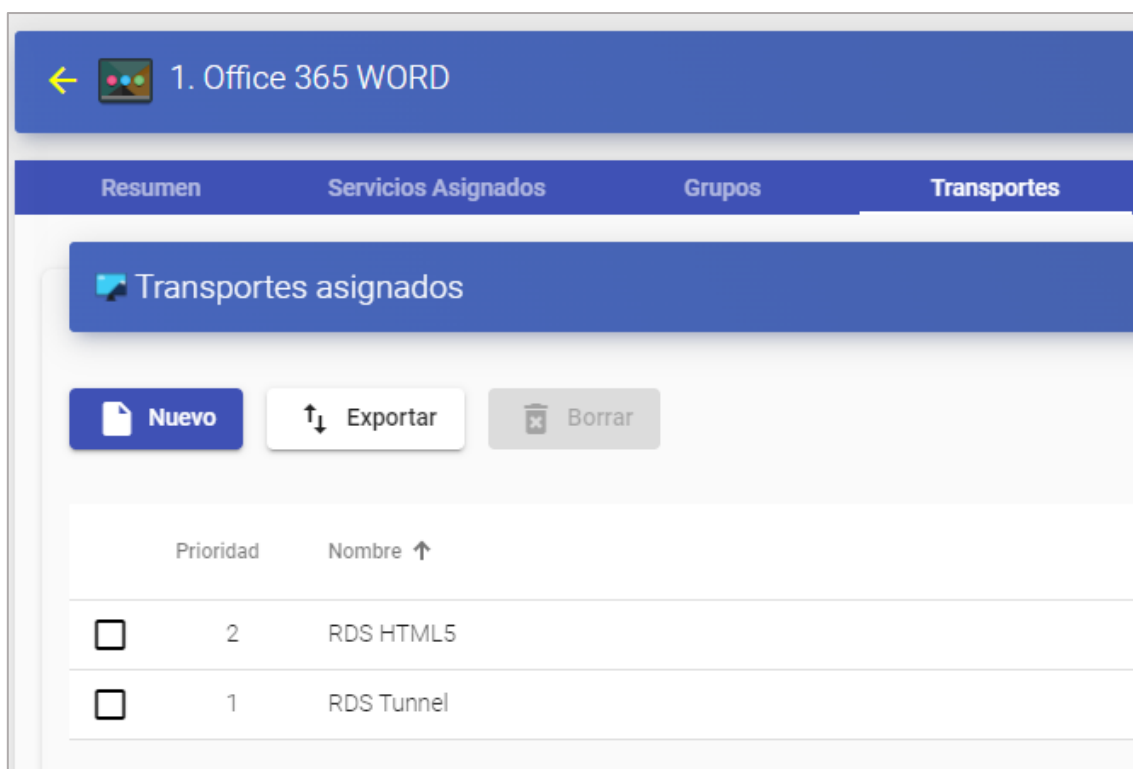 1. Office 365 WORD
Resumen Servicios Asignados Grupos Transportes
Transportes asignados
Nuevo Exportar Borrar
Prioridad Nombre
2 RDS HTML5
1 RDS Tunnel